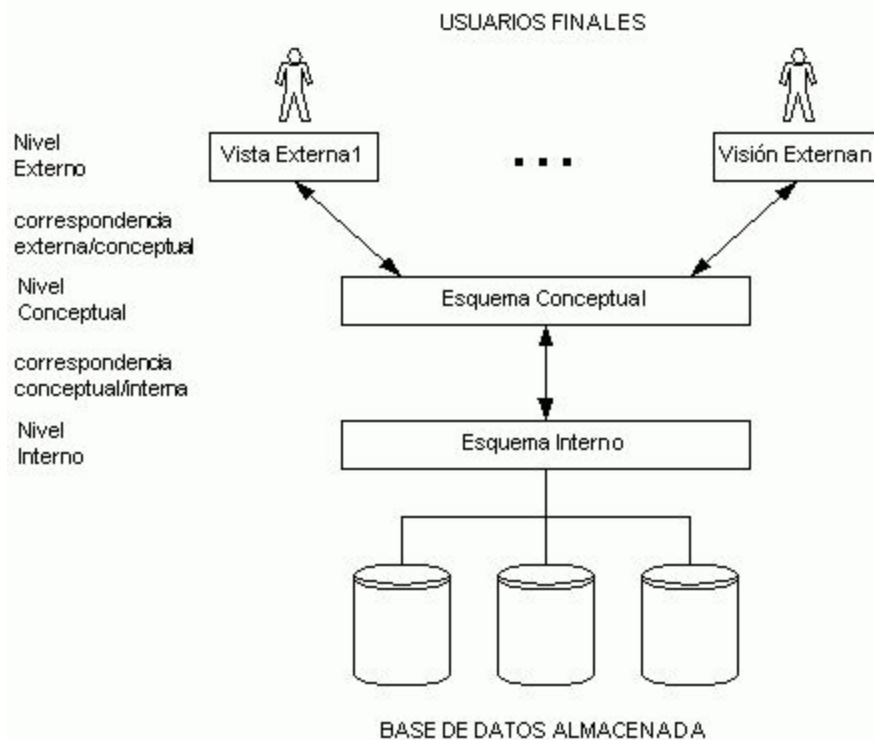 USUARIOS FINALES
Nivel
Externo
Vista Externa1
...
Visión Externan
correspondencia
externa/conceptual
Nivel
Conceptual
Esquema Conceptual
correspondencia
conceptual/interna
Nivel
Interno
Esquema Interno
BASE DE DATOS ALMACENADA